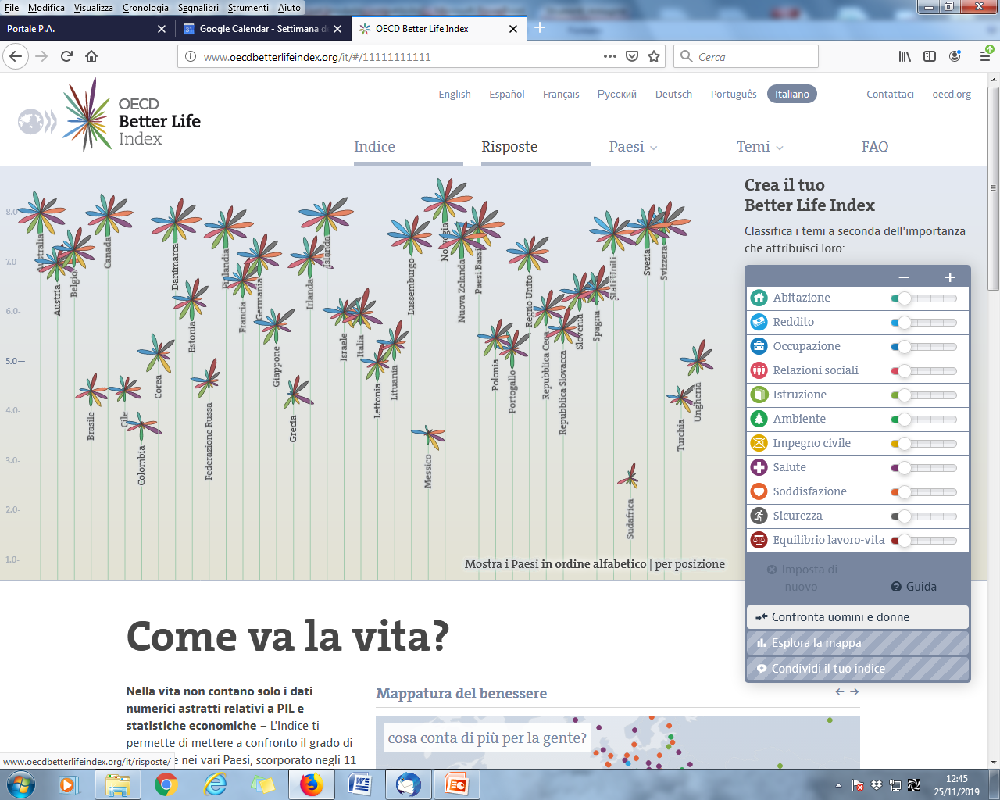 File Modifica Visualizza Cronologia Segnalibri Strumenti Aiuto
Portale P.A.
Google Calendar - Settimana d
OECD Better Life Index
www.oecdbetterlifeindex.org/it/#/11111111111
Cerca
OECD
Better Life
Index
English Español Français Русский Deutsch Português Italiano Contattaci oecd.org
Indice Risposte Paesi Temi FAQ
8.0
7.0
6.0
5.0
4.0
3.0
2.0
1.0
Australia
Austria
Belgio
Brasile
Canada
Cile
Colombia
Corea
Danimarca
Estonia
Federazione Russa
Finlandia
Francia
Germania
Giappone
Grecia
Irlanda
Islanda
Israele
Italia
Lettonia
Lituania
Lussemburgo
Messico
Norvegia
Nuova Zelanda
Paesi Bassi
Polonia
Portogallo
Regno Unito
Repubblica Ceca
Repubblica Slovacca
Slovenia
Spagna
Stati Uniti
Sudafrica
Svezia
Svizzera
Turchia
Ungheria
Mostra i Paesi in ordine alfabetico | per posizione
Crea il tuo
Better Life Index
Classifica i temi a seconda dell'importanza
che attribuisci loro:
− +
Abitazione
Reddito
Occupazione
Relazioni sociali
Istruzione
Ambiente
Impegno civile
Salute
Soddisfazione
Sicurezza
Equilibrio lavoro-vita
Imposta di
nuovo
Guida
Confronta uomini e donne
Esplora la mappa
Condividi il tuo indice
Come va la vita?
Nella vita non contano solo i dati
numerici astratti relativi a PIL e
statistiche economiche – L'Indice ti
permette di mettere a confronto il grado di
nei vari Paesi, scorporato negli 11
Mappatura del benessere
cosa conta di più per la gente?
www.oecdbetterlifeindex.org/it/risposte/
12:45
25/11/2019